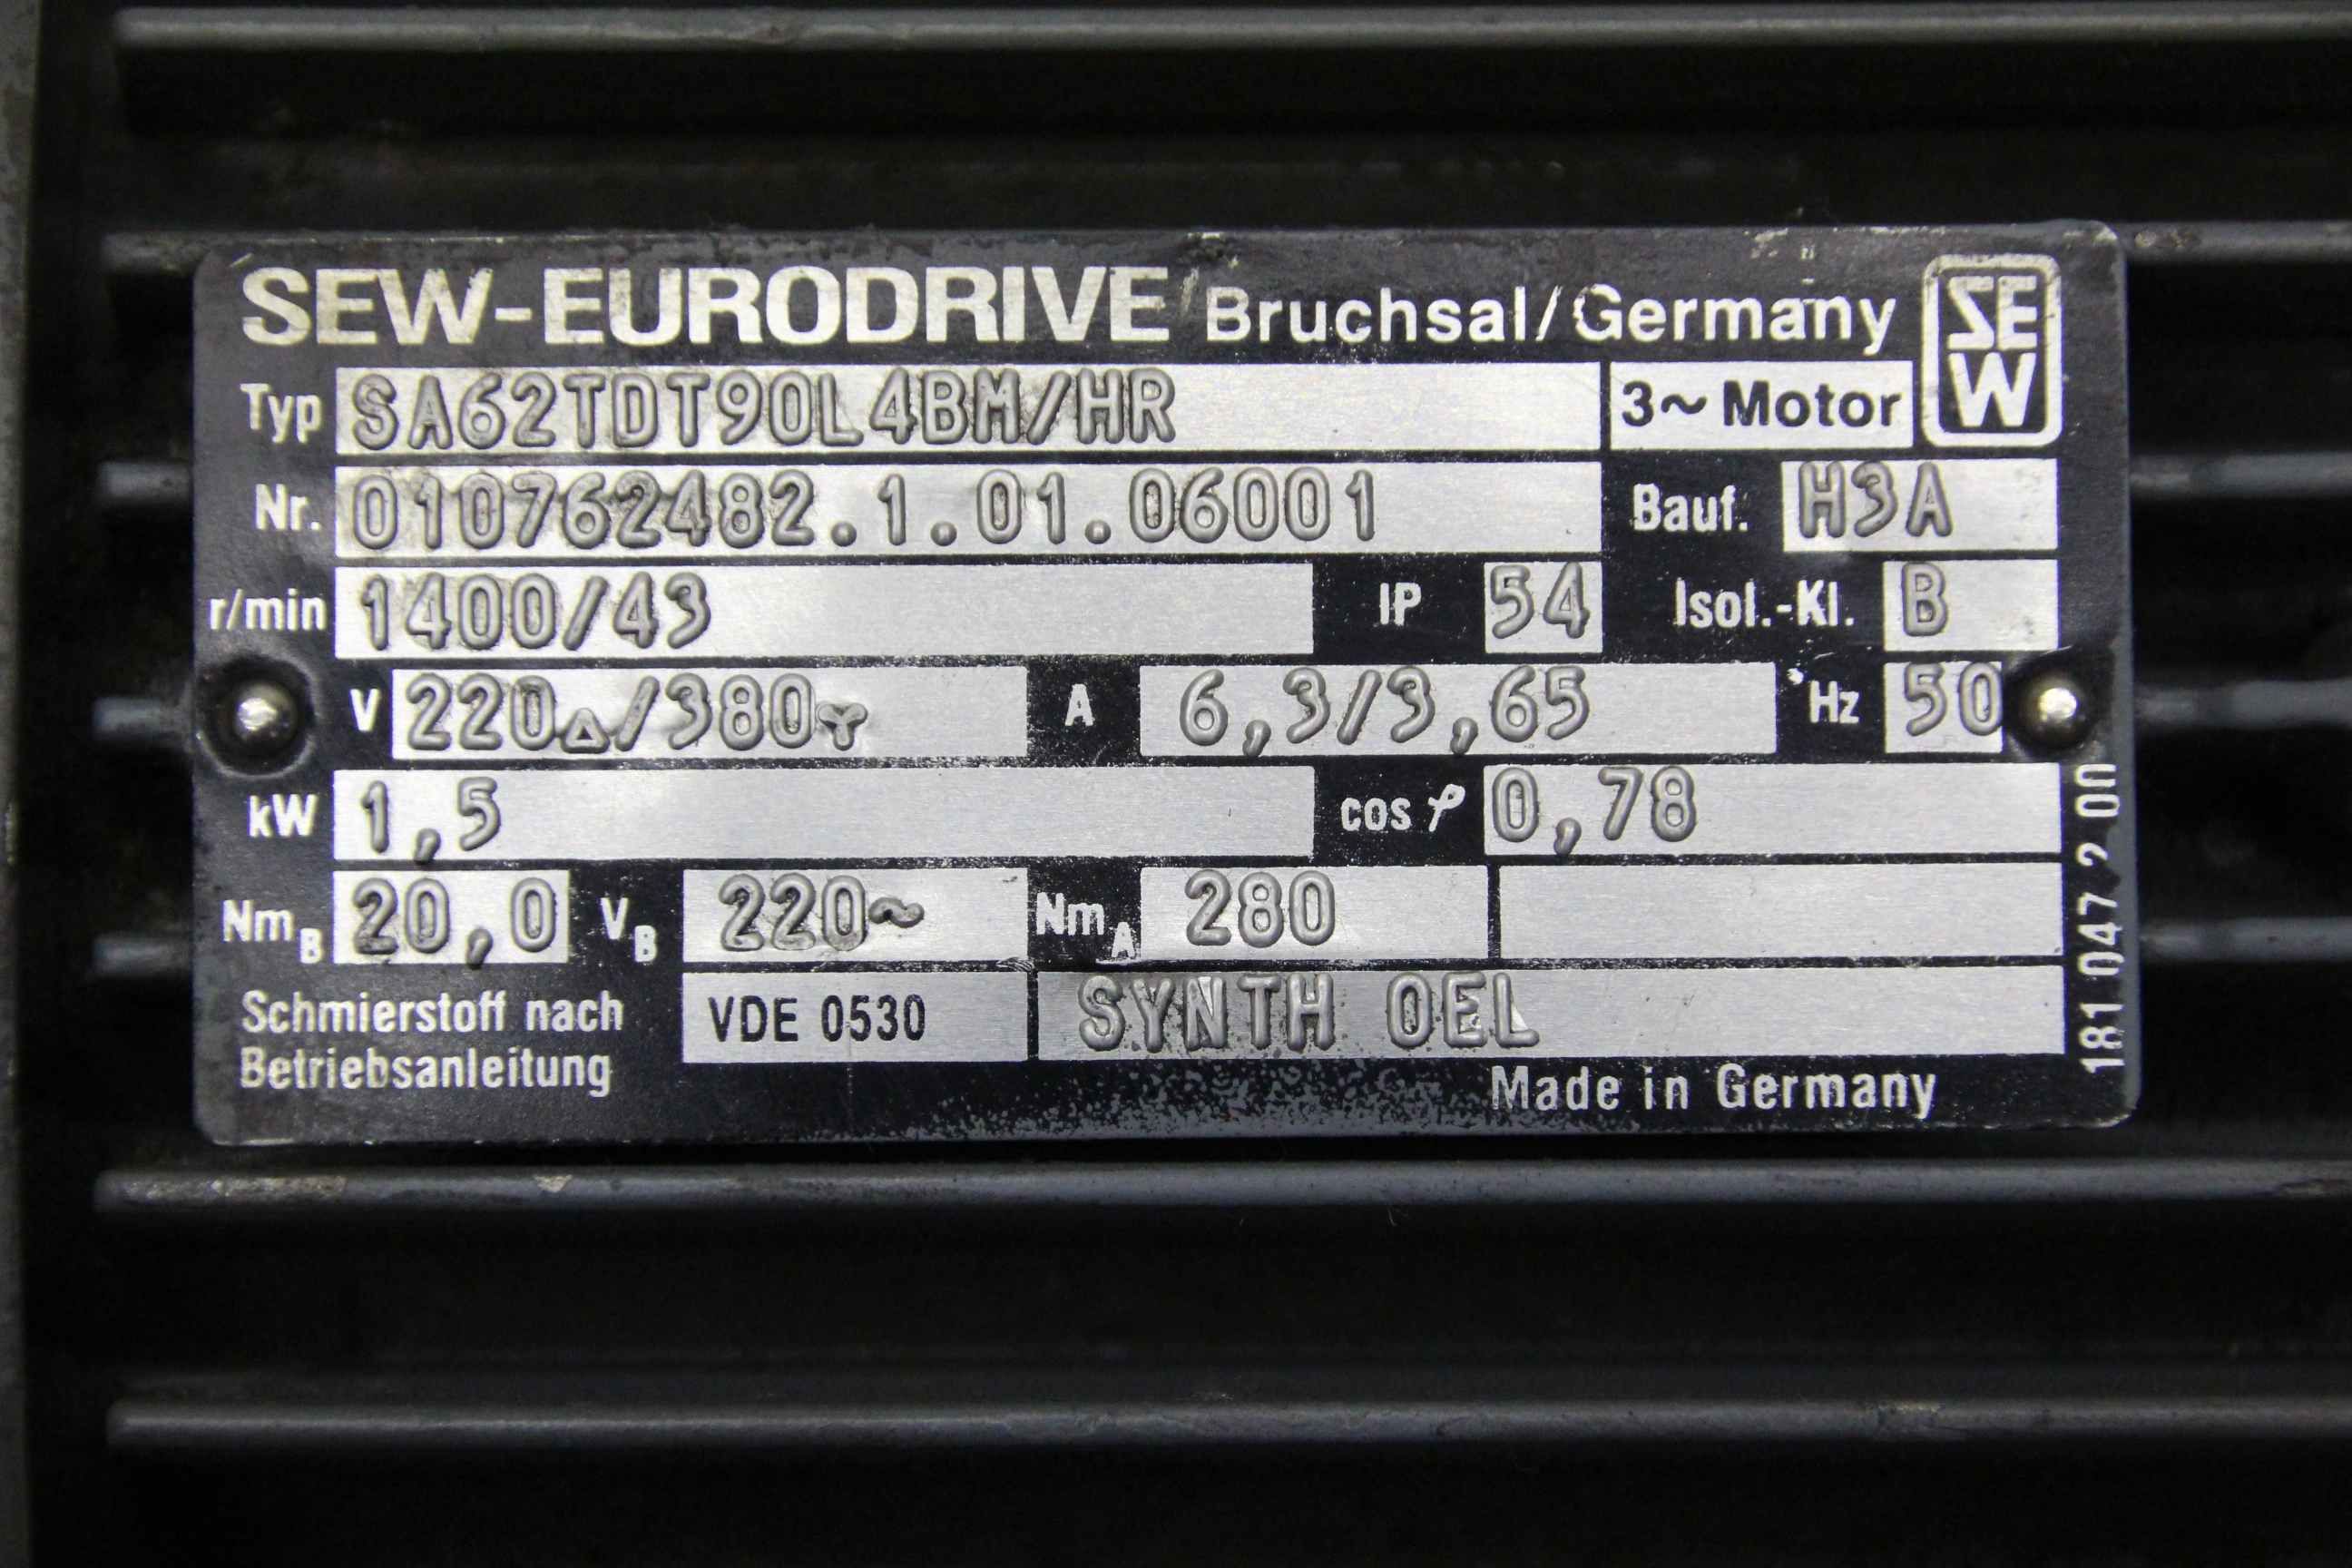 SEW-EURODRIVE Bruchsal/Germany SEW
Typ SA62TDT90L4BM/HR 3~ Motor
Nr. 010762482.1.01.06001 Bauf. H3A
r/min 1400/43 IP 54 Isol.-Kl. B
V 220△/380Y A 6,3/3,65 Hz 50
kW 1,5 cos φ 0,78
NmB 20,0 VB 220~ NmA 280
Schmierstoff nach VDE 0530 SYNTH OEL
Betriebsanleitung
Made in Germany
181 047 2 00